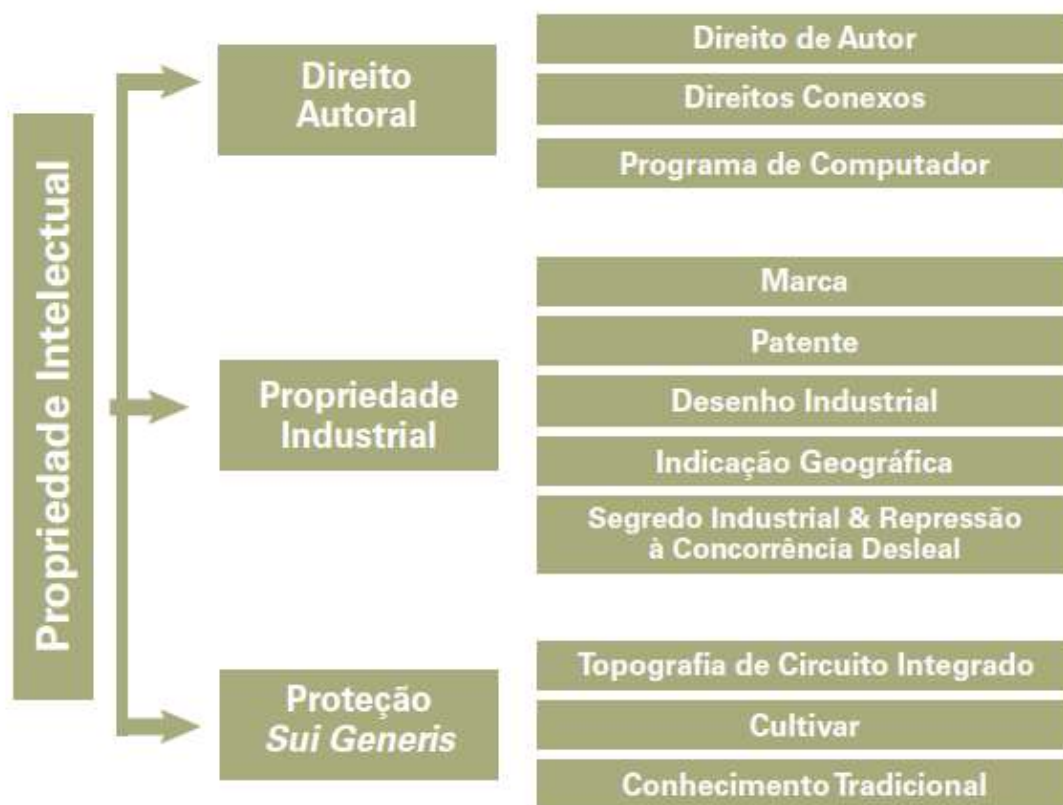 Propriedade Intelectual
Direito
Autoral
Direito de Autor
Direitos Conexos
Programa de Computador
Propriedade
Industrial
Marca
Patente
Desenho Industrial
Indicação Geográfica
Segredo Industrial & Repressão
à Concorrência Desleal
Proteção
Sui Generis
Topografia de Circuito Integrado
Cultivar
Conhecimento Tradicional